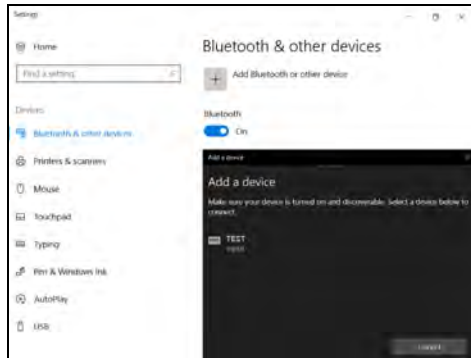 Settings
Home
Find a setting
Devices
Bluetooth & other devices
Printers & scanners
Mouse
Touchpad
Typing
Pen & Windows Ink
AutoPlay
USB
Bluetooth & other devices
Add Bluetooth or other device
Bluetooth
On
Add a device
Add a device
Make sure your device is turned on and discoverable. Select a device below to
connect.
TEST